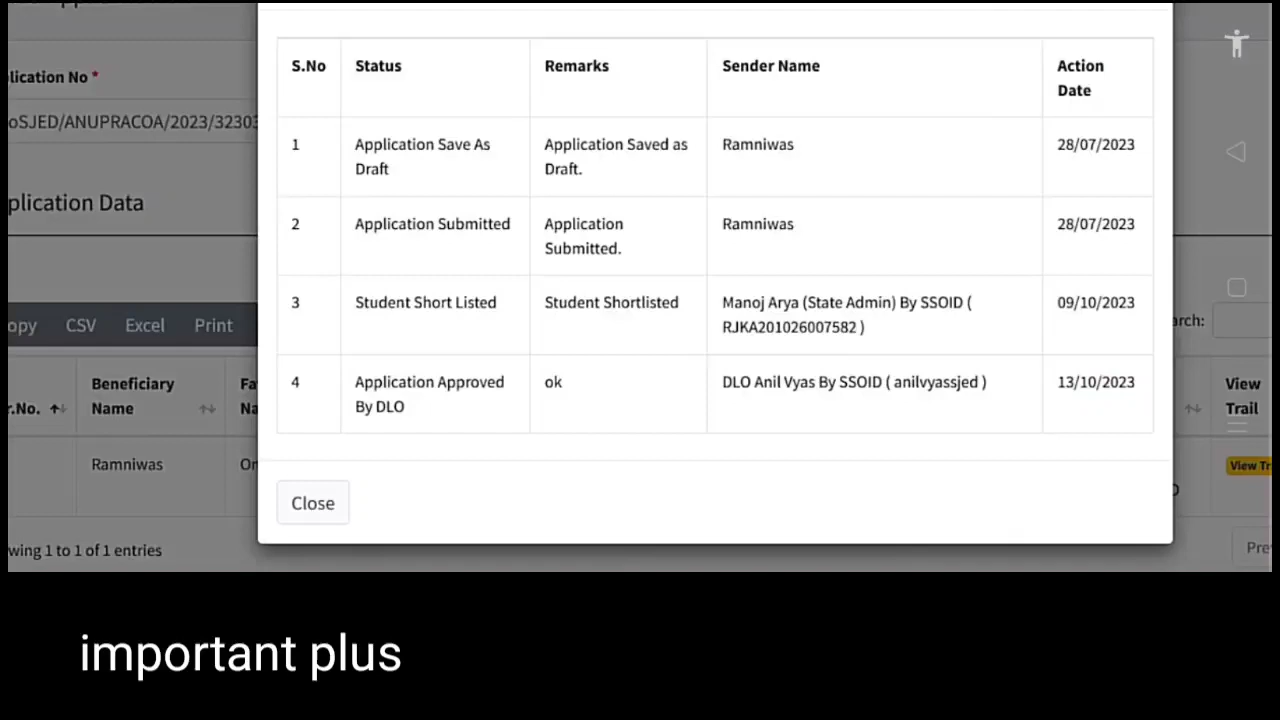 lication No *
oSJED/ANUPRACOA/2023/32303
plication Data
opy CSV Excel Print
arch:
r.No. Beneficiary Name Fa
Na
View Trail
Ramniwas
View Tr
wing 1 to 1 of 1 entries
Pre
S.No Status Remarks Sender Name Action Date
1 Application Save As Draft Application Saved as Draft. Ramniwas 28/07/2023
2 Application Submitted Application Submitted. Ramniwas 28/07/2023
3 Student Short Listed Student Shortlisted Manoj Arya (State Admin) By SSOID ( RJKA201026007582 ) 09/10/2023
4 Application Approved By DLO ok DLO Anil Vyas By SSOID ( anilvyassjed ) 13/10/2023
Close
important plus